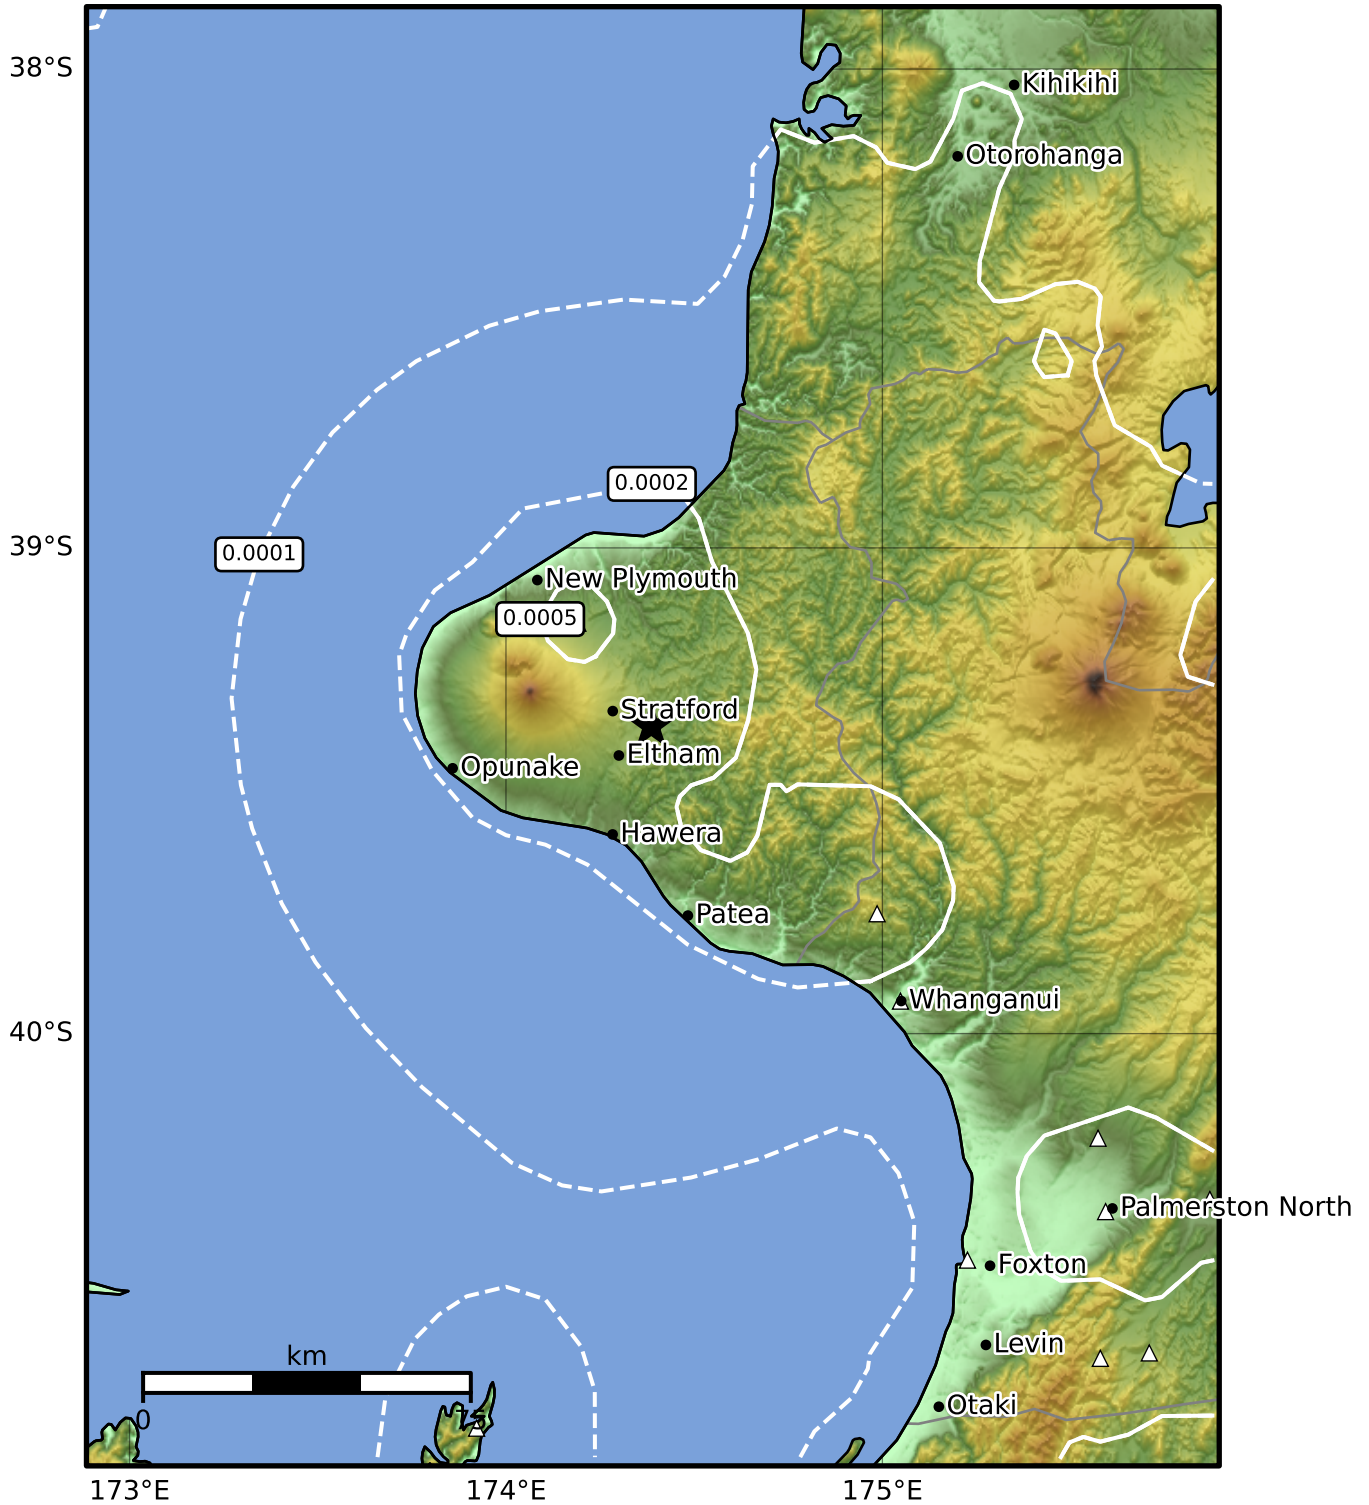 38°S
Kihikihi
Otorohanga
0.0002
39°S
0.0001
New Plymouth
0.0005
Stratford
Eltham
Opunake
Hawera
Patea
Whanganui
40°S
Palmerston North
Foxton
Levin
km
0 75
Otaki
173°E 174°E 175°E